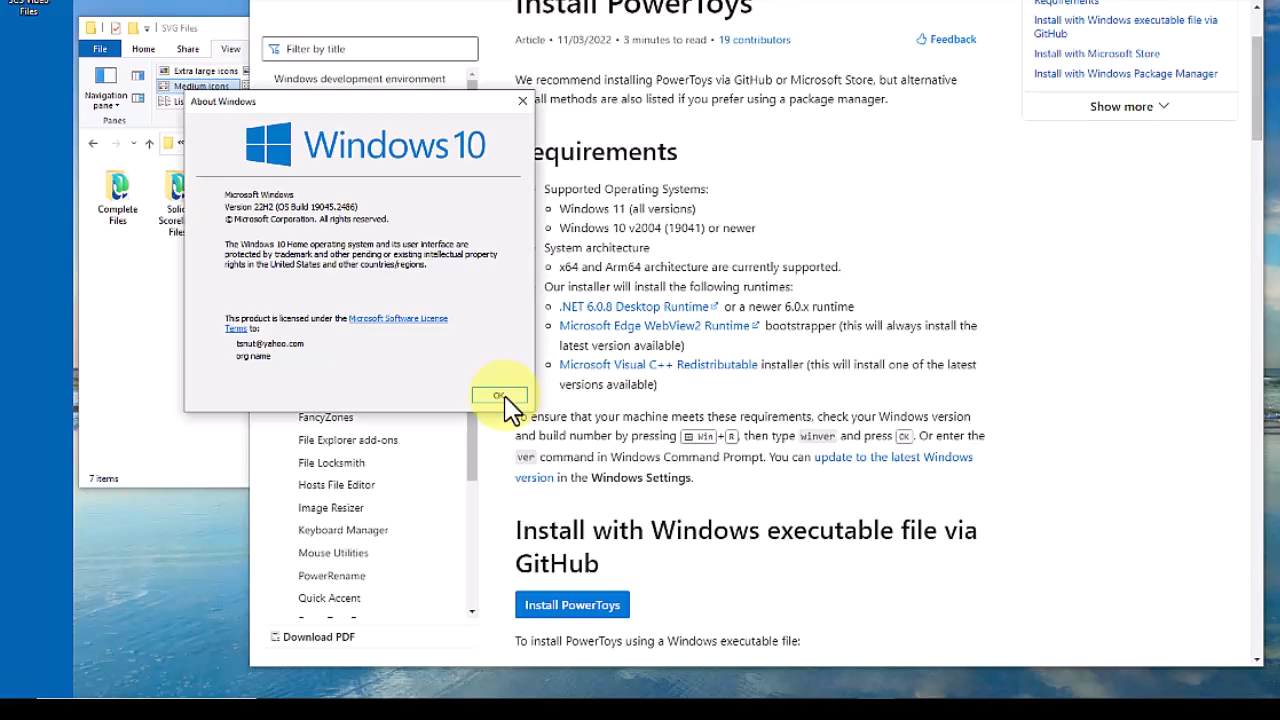 SCS Video
Files
SVG Files
File
Home
Share
View
Navigation
pane
Panes
Extra large icons
Medium icons
Complete
Files
7 items
About Windows
Windows 10
Microsoft Windows
Version 22H2 (OS Build 19045.2486)
© Microsoft Corporation. All rights reserved.
The Windows 10 Home operating system and its user interface are
protected by trademark and other pending or existing intellectual property
rights in the United States and other countries/regions.
This product is licensed under the Microsoft Software License
Terms to:
tsnut@yahoo.com
org name
OK
Filter by title
Windows development environment
FancyZones
File Explorer add-ons
File Locksmith
Hosts File Editor
Image Resizer
Keyboard Manager
Mouse Utilities
PowerRename
Quick Accent
Download PDF
Install PowerToys
Article • 11/03/2022 • 3 minutes to read • 19 contributors
Feedback
We recommend installing PowerToys via GitHub or Microsoft Store, but alternative
all methods are also listed if you prefer using a package manager.
equirements
Supported Operating Systems:
Windows 11 (all versions)
Windows 10 v2004 (19041) or newer
System architecture
x64 and Arm64 architecture are currently supported.
Our installer will install the following runtimes:
.NET 6.0.8 Desktop Runtime or a newer 6.0.x runtime
Microsoft Edge WebView2 Runtime bootstrapper (this will always install the
latest version available)
Microsoft Visual C++ Redistributable installer (this will install one of the latest
versions available)
To ensure that your machine meets these requirements, check your Windows version
and build number by pressing Win+R, then type winver and press OK. Or enter the
ver command in Windows Command Prompt. You can update to the latest Windows
version in the Windows Settings.
Install with Windows executable file via
GitHub
Install PowerToys
To install PowerToys using a Windows executable file:
Requirements
Install with Windows executable file via
GitHub
Install with Microsoft Store
Install with Windows Package Manager
Show more